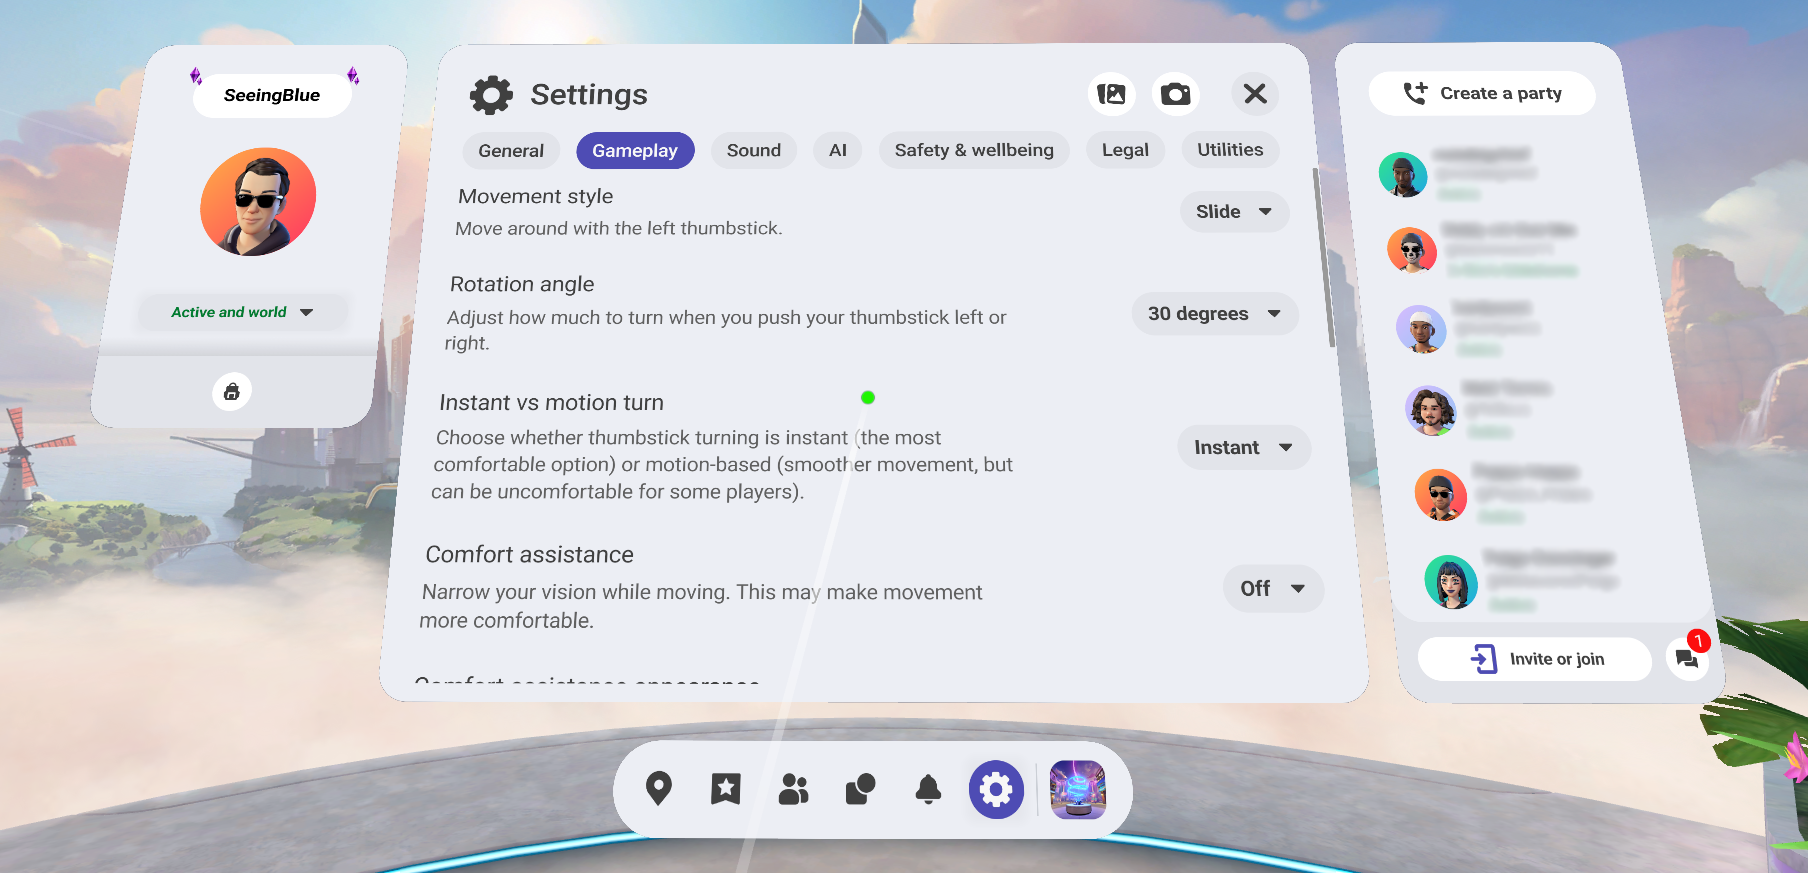 SeeingBlue
Active and world
Settings
General
Gameplay
Sound
AI
Safety & wellbeing
Legal
Utilities
Movement style
Move around with the left thumbstick.
Slide
Rotation angle
Adjust how much to turn when you push your thumbstick left or
right.
30 degrees
Instant vs motion turn
Choose whether thumbstick turning is instant (the most
comfortable option) or motion-based (smoother movement, but
can be uncomfortable for some players).
Instant
Comfort assistance
Narrow your vision while moving. This may make movement
more comfortable.
Off
Comfort assistance appearance
Create a party
Invite or join
1